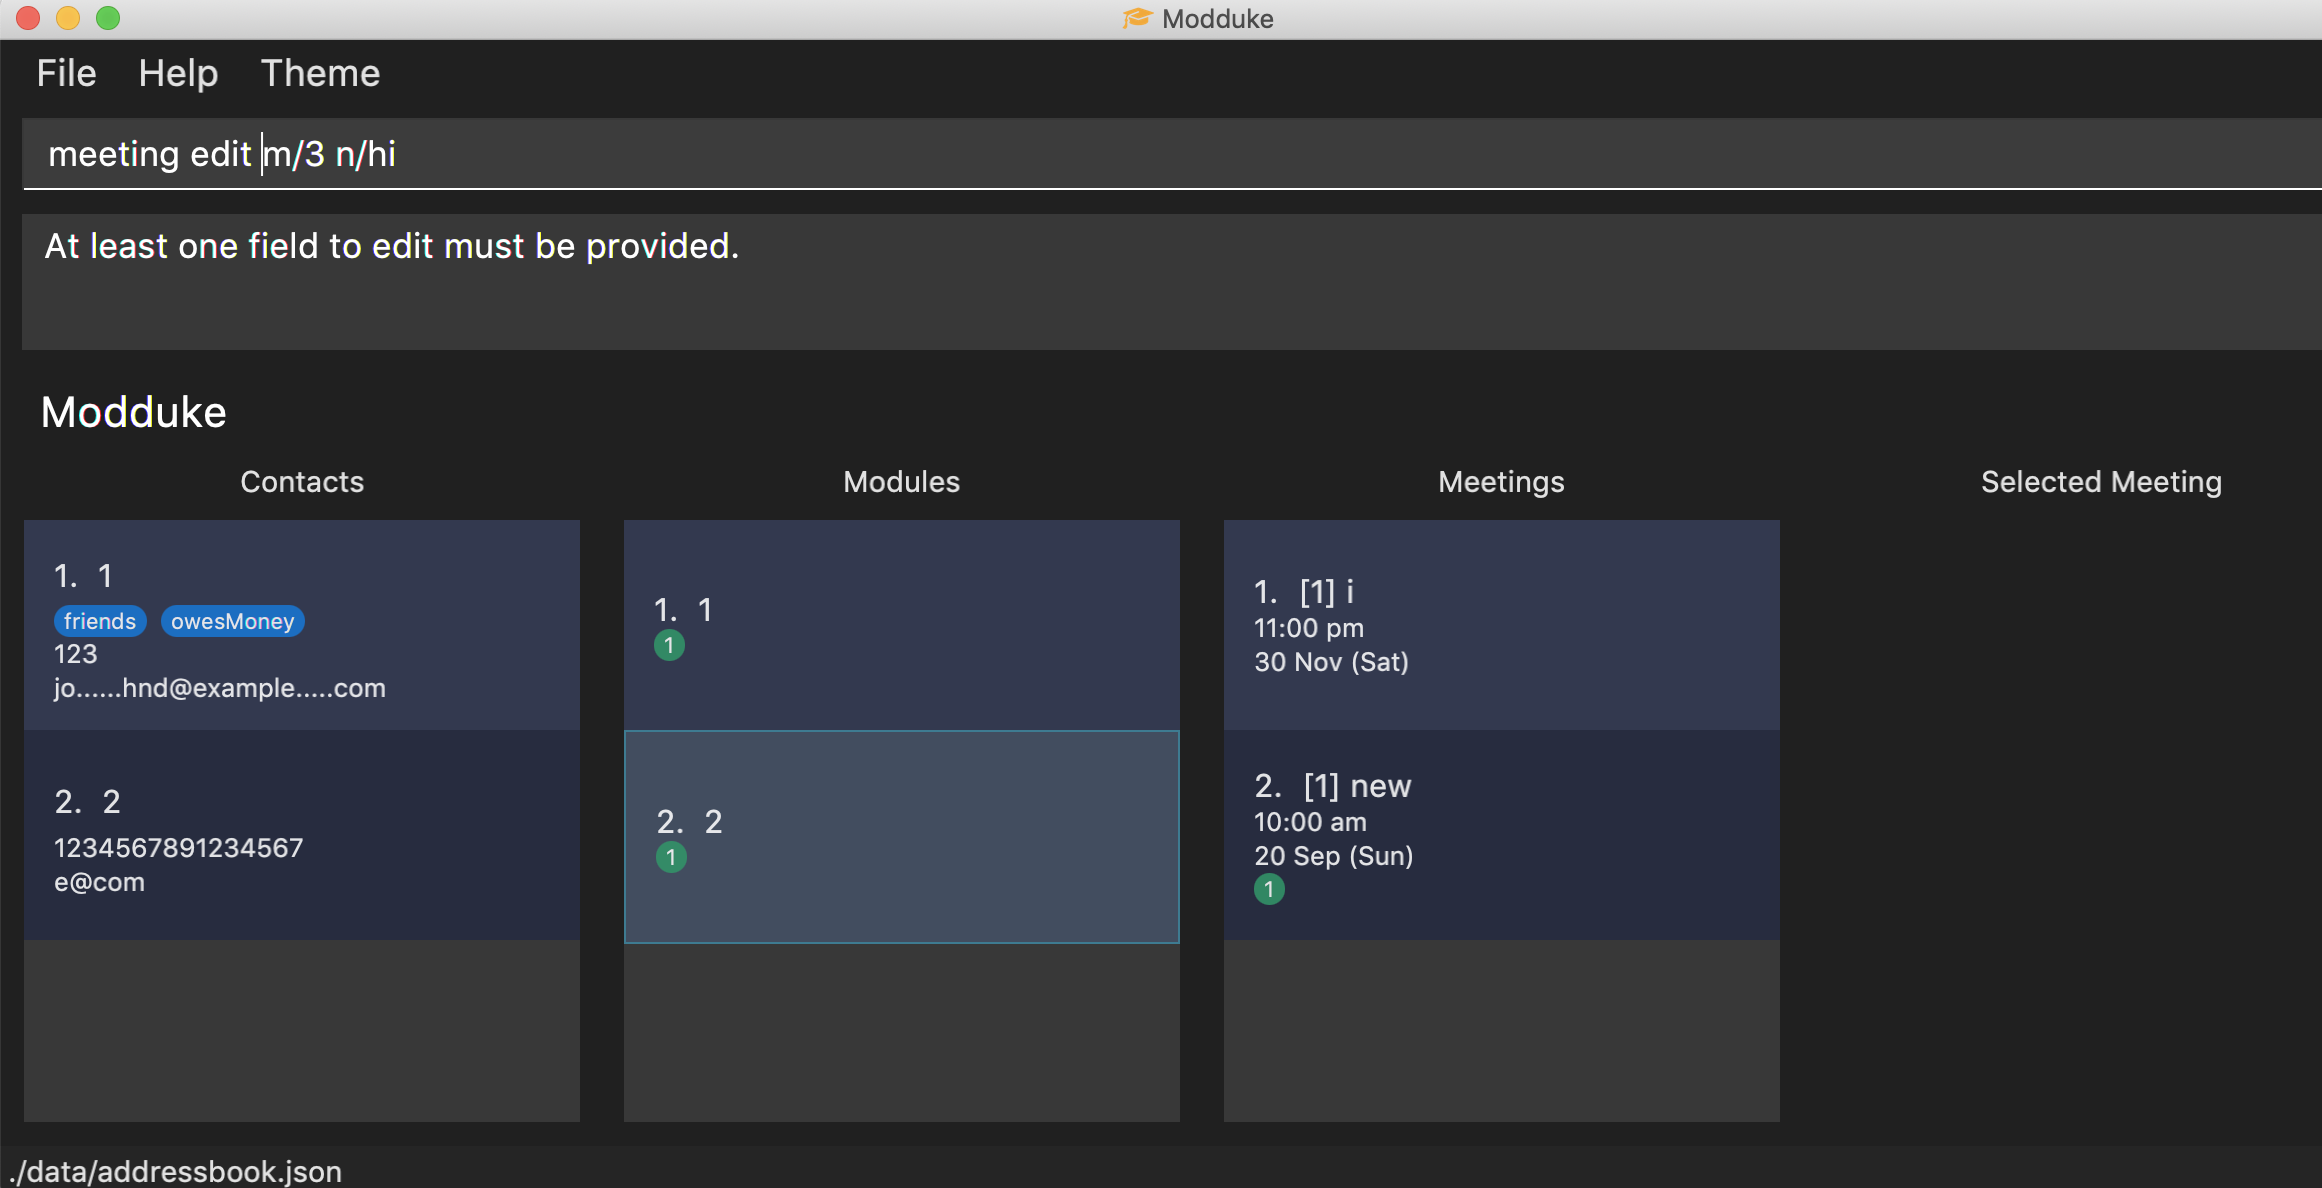 Modduke
File Help Theme
meeting edit m/3 n/hi
At least one field to edit must be provided.
Modduke
Contacts
1. 1
friends owesMoney
123
jo......hnd@example.....com
2. 2
1234567891234567
e@com
Modules
1. 1
1
2. 2
1
Meetings
1. [1] i
11:00 pm
30 Nov (Sat)
2. [1] new
10:00 am
20 Sep (Sun)
1
Selected Meeting
./data/addressbook.json